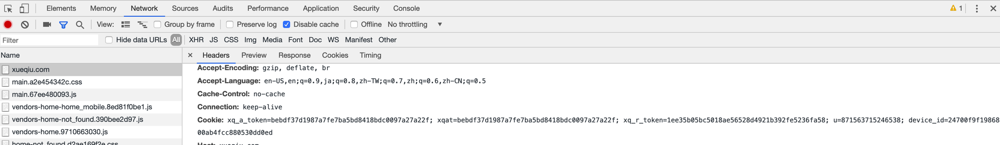 Elements Memory Network Sources Audits Performance Application Security Console 1
View: Group by frame Preserve log Disable cache Offline No throttling
Filter Hide data URLs All XHR JS CSS Img Media Font Doc WS Manifest Other
Name
xueqiu.com
main.a2e454342c.css
main.67ee480093.js
vendors-home-home_mobile.8ed81f0be1.js
vendors-home-not_found.390bee2d97.js
vendors-home.9710663030.js
home-not_found.d2ae169f2e.css
Headers Preview Response Cookies Timing
Accept-Encoding: gzip, deflate, br
Accept-Language: en-US,en;q=0.9,ja;q=0.8,zh-TW;q=0.7,zh;q=0.6,zh-CN;q=0.5
Cache-Control: no-cache
Connection: keep-alive
Cookie: xq_a_token=bebdf37d1987a7fe7ba5bd8418bdc0097a27a22f; xqat=bebdf37d1987a7fe7ba5bd8418bdc0097a27a22f; xq_r_token=1ee35b05bc5018ae56528d4921b392fe5236fa58; u=871563715246538; device_id=24700f9f19868
00ab4fcc880530dd0ed
Host: xueqiu.com